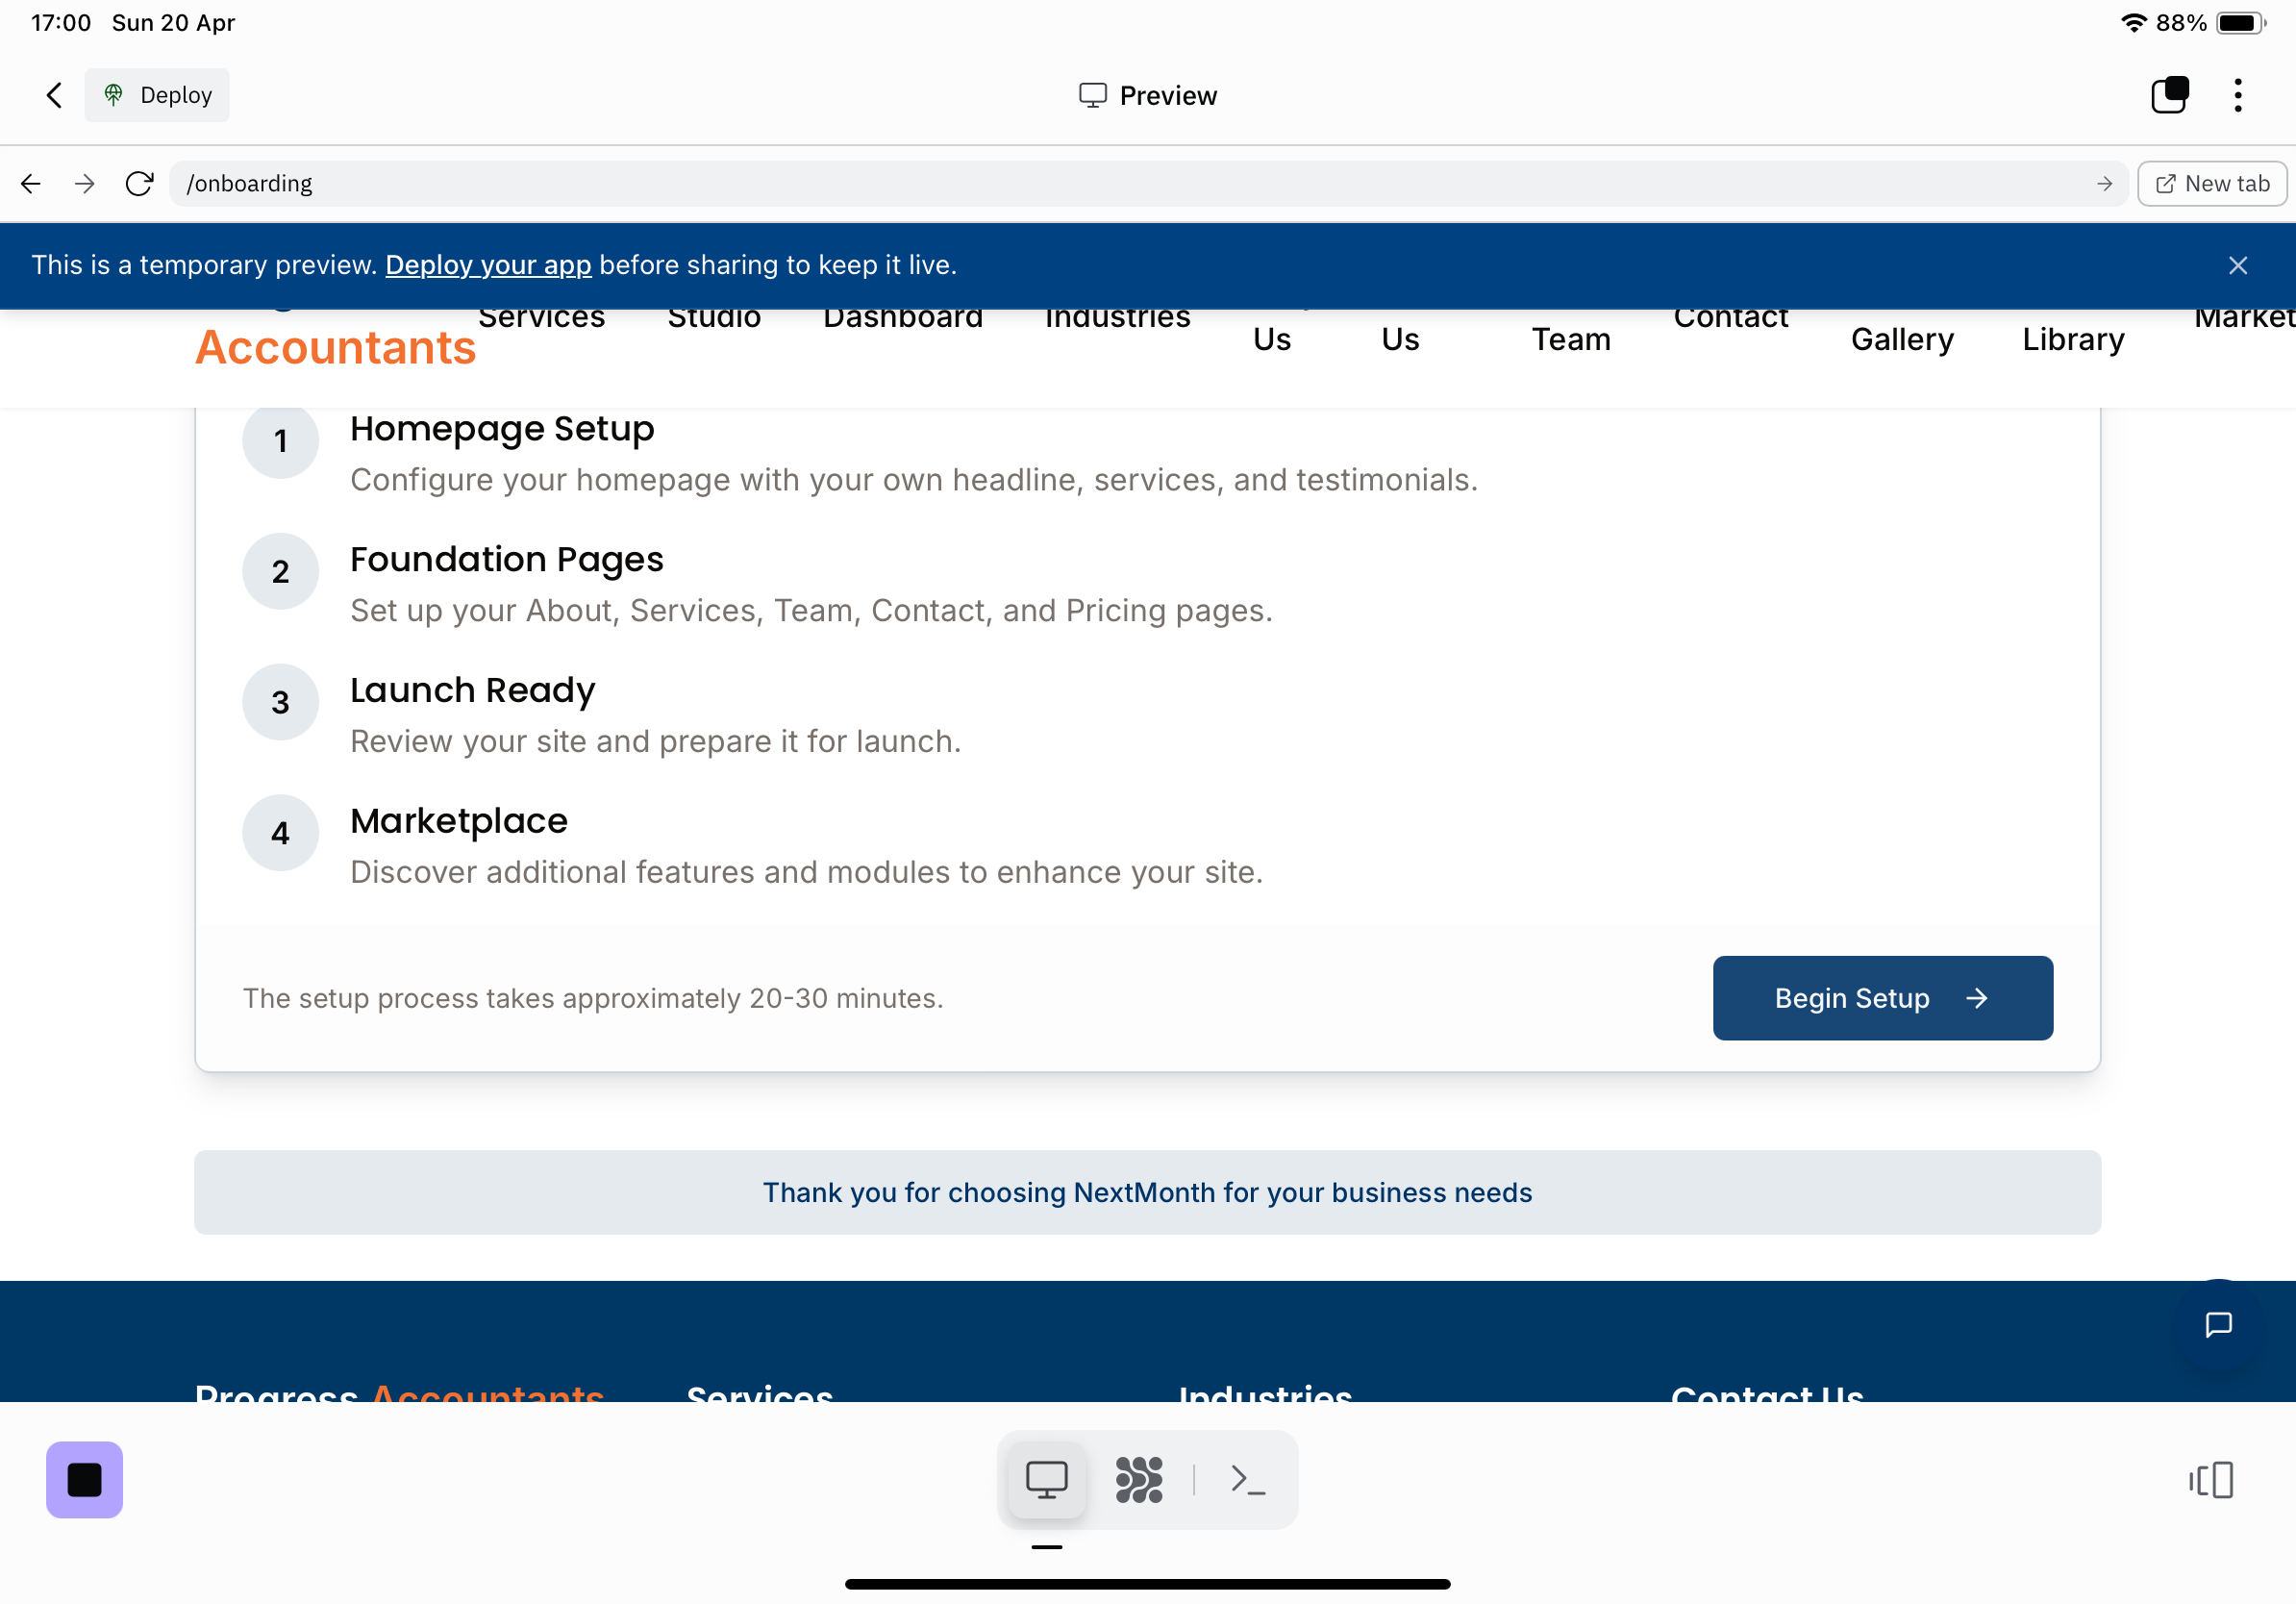 17:00 Sun 20 Apr 88%
Deploy Preview
/onboarding New tab
This is a temporary preview. Deploy your app before sharing to keep it live.
Services Studio Dashboard Industries Contact Market
Accountants Us Us Team Gallery Library
1 Homepage Setup
Configure your homepage with your own headline, services, and testimonials.
2 Foundation Pages
Set up your About, Services, Team, Contact, and Pricing pages.
3 Launch Ready
Review your site and prepare it for launch.
4 Marketplace
Discover additional features and modules to enhance your site.
The setup process takes approximately 20-30 minutes. Begin Setup
Thank you for choosing NextMonth for your business needs
Progress Accountants Services Industries Contact Us